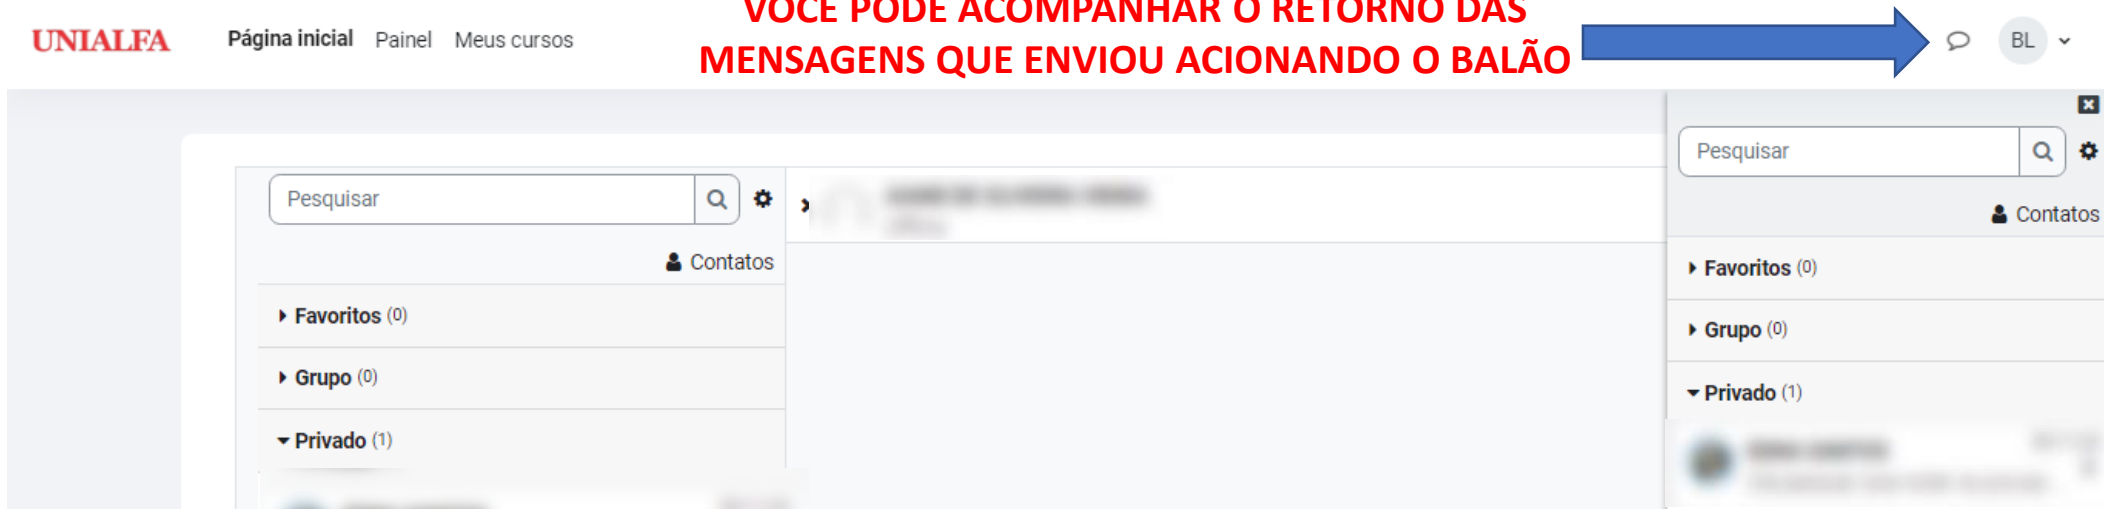 VOCÊ PODE ACOMPANHAR O RETORNO DAS
MENSAGENS QUE ENVIOU ACIONANDO O BALÃO
UNIALFA Página inicial Painel Meus cursos
BL
Pesquisar
Contatos
Favoritos (0)
Grupo (0)
Privado (1)
Pesquisar
Contatos
Favoritos (0)
Grupo (0)
Privado (1)